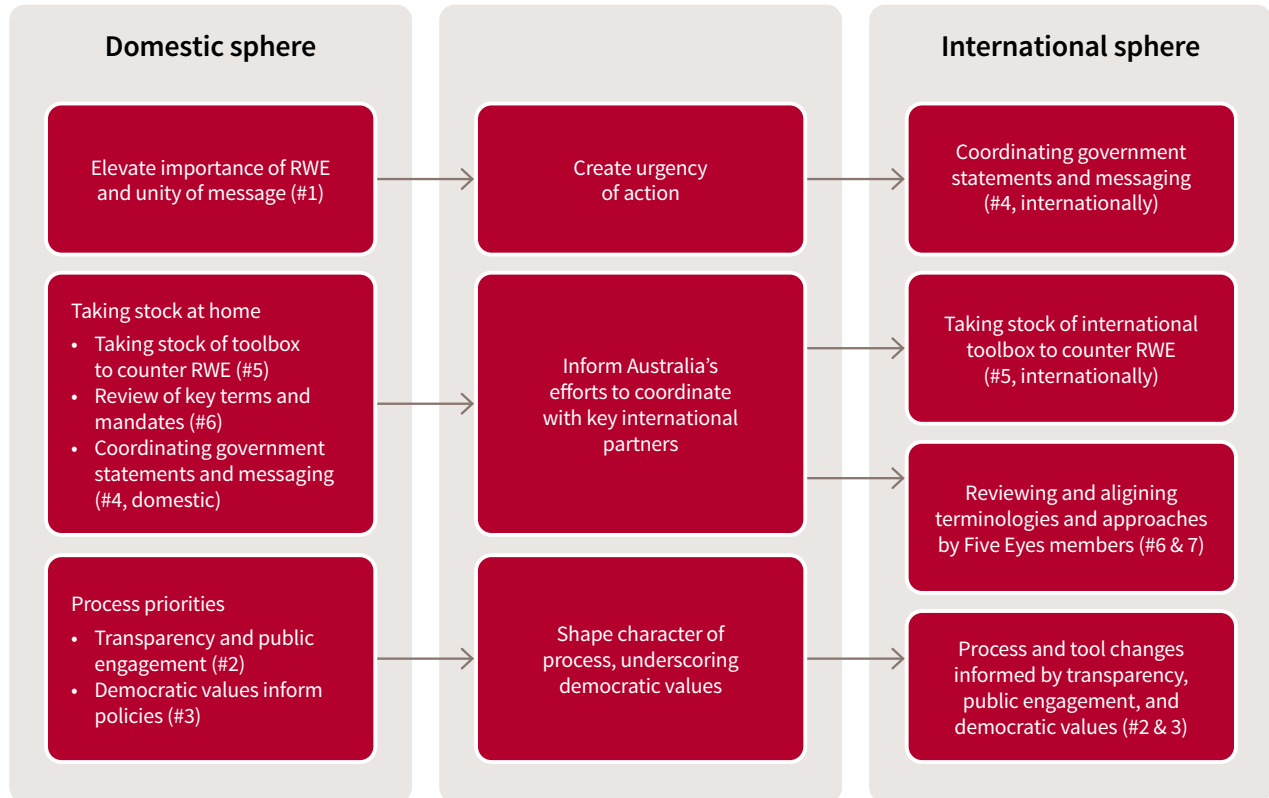 Domestic sphere
Elevate importance of RWE
and unity of message (#1)
Taking stock at home
• Taking stock of toolbox
to counter RWE (#5)
• Review of key terms and
mandates (#6)
• Coordinating government
statements and messaging
(#4, domestic)
Process priorities
• Transparency and public
engagement (#2)
• Democratic values inform
policies (#3)
Create urgency
of action
Inform Australia’s
efforts to coordinate
with key international
partners
Shape character of
process, underscoring
democratic values
International sphere
Coordinating government
statements and messaging
(#4, internationally)
Taking stock of international
toolbox to counter RWE
(#5, internationally)
Reviewing and aligining
terminologies and approaches
by Five Eyes members (#6 & 7)
Process and tool changes
informed by transparency,
public engagement, and
democratic values (#2 & 3)